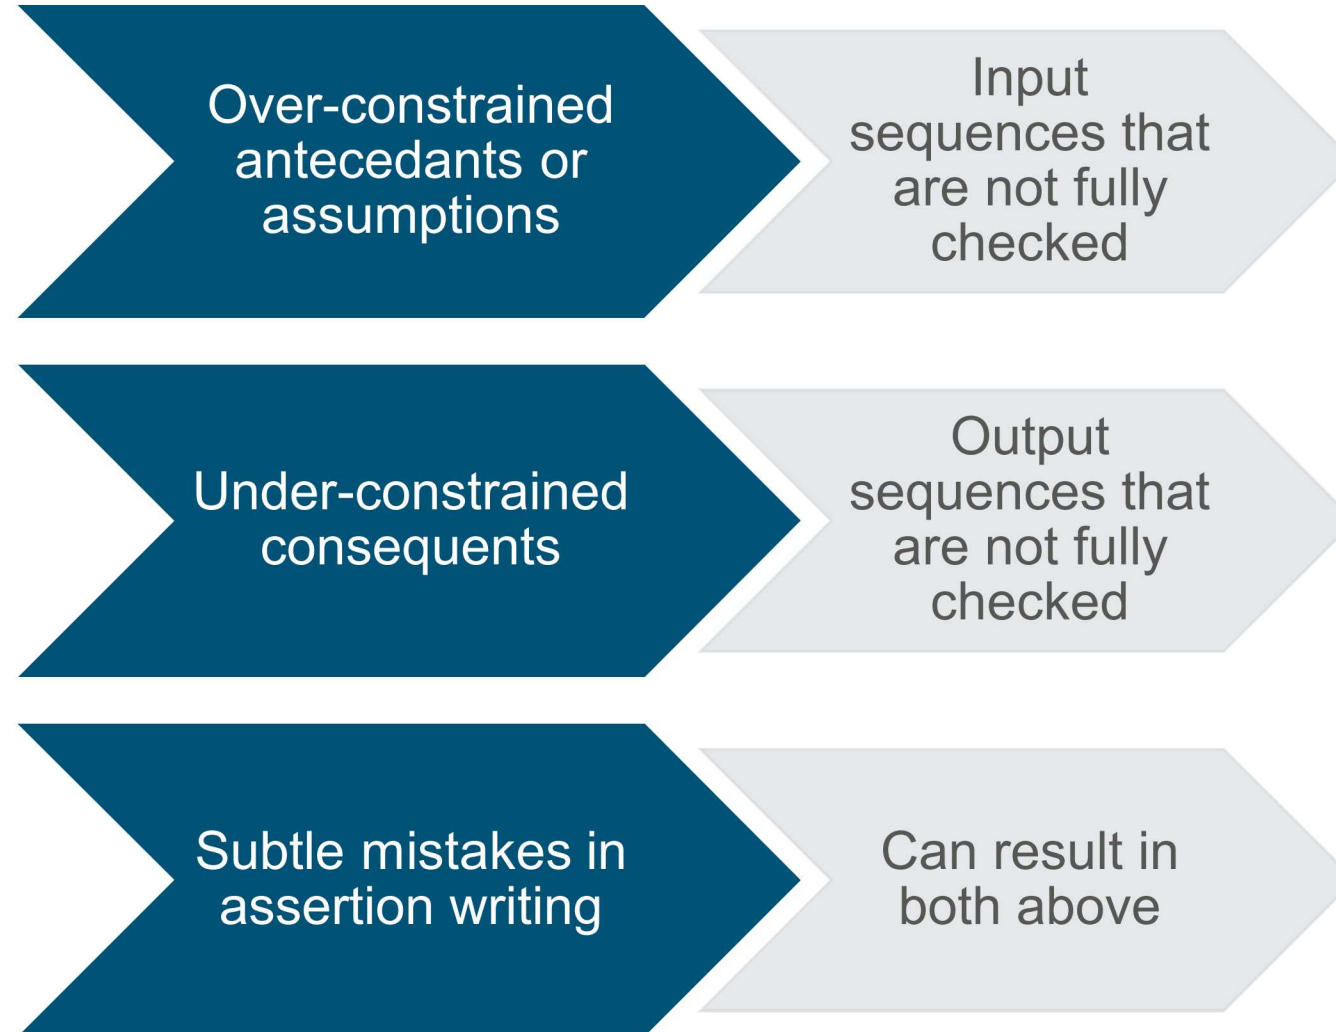 Over-constrained
antecedants or
assumptions
Input
sequences that
are not fully
checked
Under-constrained
consequents
Output
sequences that
are not fully
checked
Subtle mistakes in
assertion writing
Can result in
both above